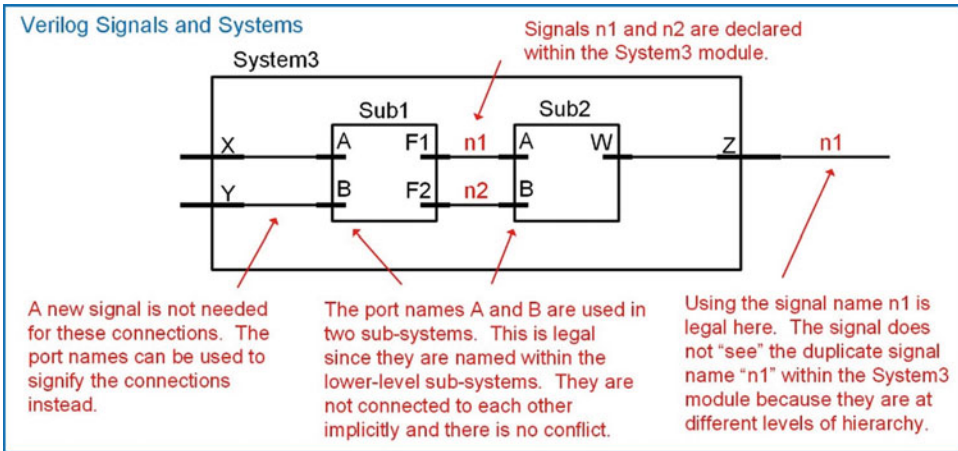 Verilog Signals and Systems
Signals n1 and n2 are declared
within the System3 module.
System3
Sub1
Sub2
X
A
F1
n1
A
W
Z
n1
Y
B
F2
n2
B
A new signal is not needed
for these connections. The
port names can be used to
signify the connections
instead.
The port names A and B are used in
two sub-systems. This is legal
since they are named within the
lower-level sub-systems. They are
not connected to each other
implicitly and there is no conflict.
Using the signal name n1 is
legal here. The signal does
not “see” the duplicate signal
name “n1” within the System3
module because they are at
different levels of hierarchy.